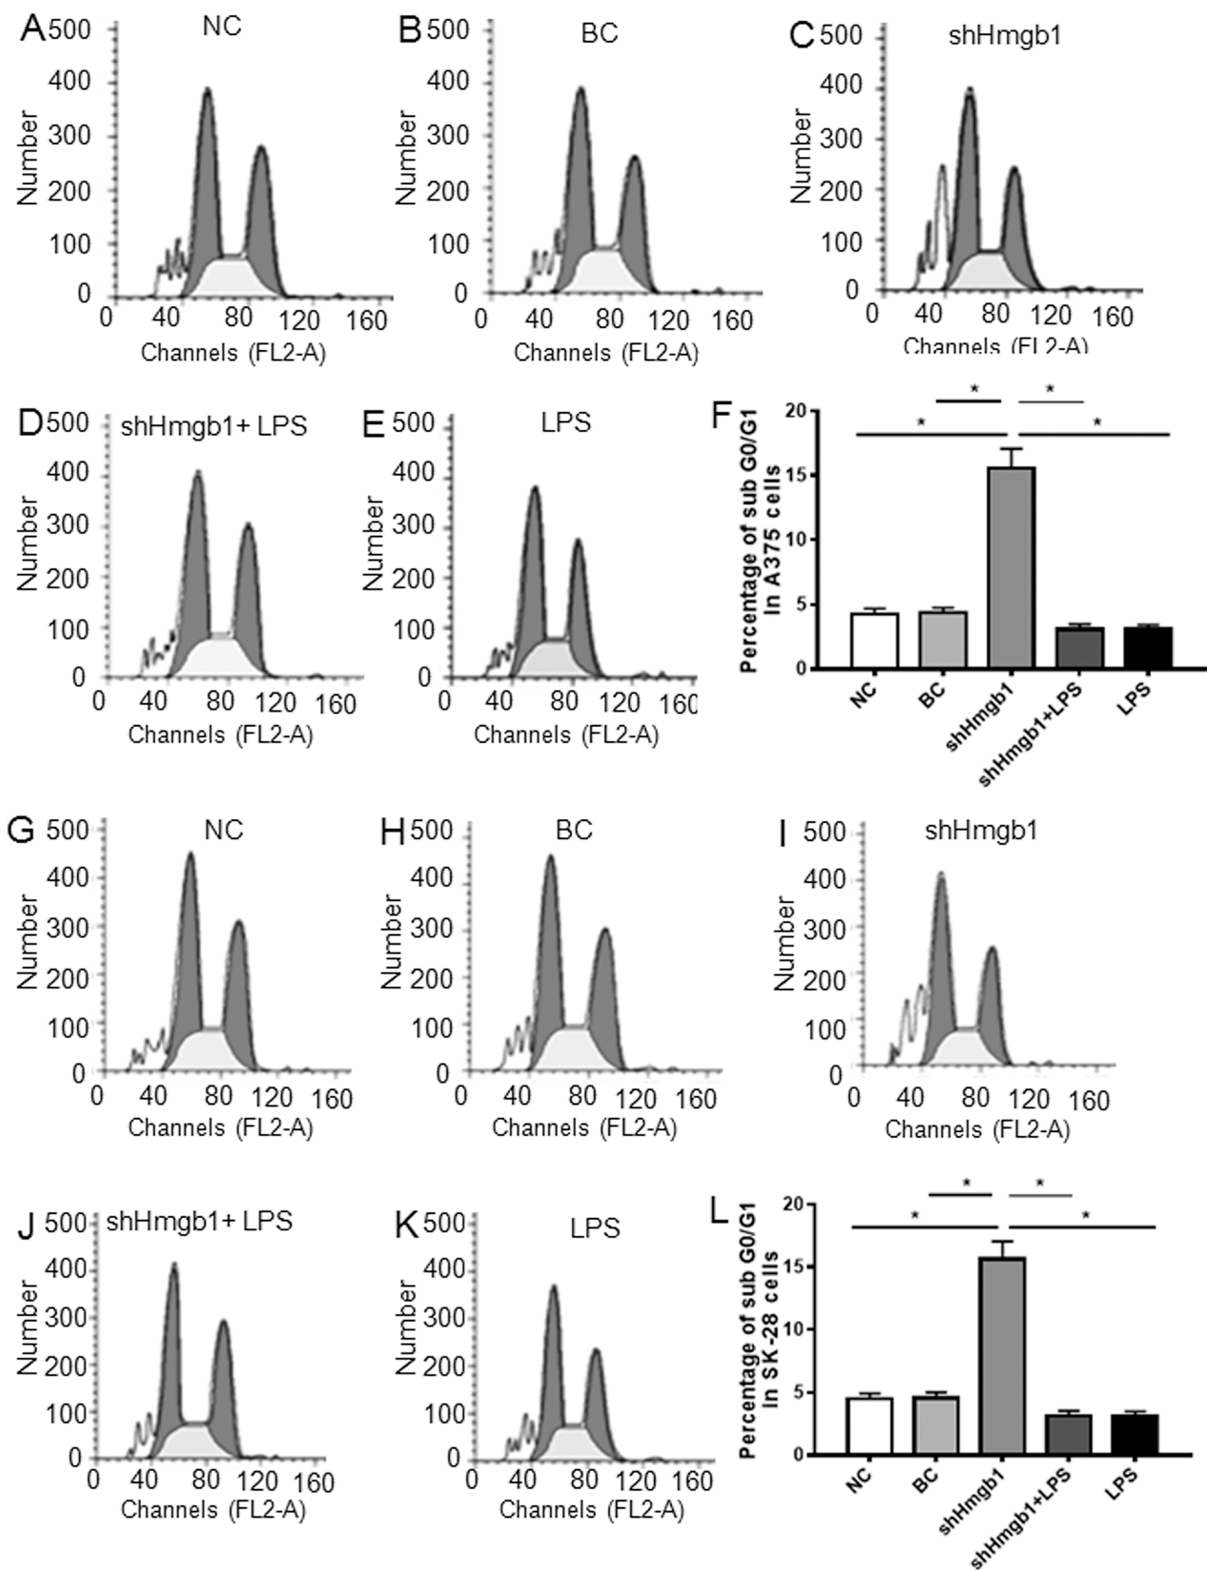 A
NC
500
400
300
200
100
0
Number
0 40 80 120 160
Channels (FL2-A)
B
BC
500
400
300
200
100
0
Number
0 40 80 120 160
Channels (FL2-A)
C
shHmgb1
500
400
300
200
100
0
Number
0 40 80 120 160
Channels (FL2-A)
D
shHmgb1+ LPS
500
400
300
200
100
0
Number
0 40 80 120 160
Channels (FL2-A)
E
LPS
500
400
300
200
100
0
Number
0 40 80 120 160
Channels (FL2-A)
F
* *
* *
20
15
10
5
0
Percentage of sub G0/G1
In A375 cells
NC
BC
shHmgb1
shHmgb1+LPS
LPS
G
NC
500
400
300
200
100
0
Number
0 40 80 120 160
Channels (FL2-A)
H
BC
500
400
300
200
100
0
Number
0 40 80 120 160
Channels (FL2-A)
I
shHmgb1
500
400
300
200
100
0
Number
0 40 80 120 160
Channels (FL2-A)
J
shHmgb1+ LPS
500
400
300
200
100
0
Number
0 40 80 120 160
Channels (FL2-A)
K
LPS
500
400
300
200
100
0
Number
0 40 80 120 160
Channels (FL2-A)
L
* *
* *
20
15
10
5
0
Percentage of sub G0/G1
In SK-28 cells
NC
BC
shHmgb1
shHmgb1+LPS
LPS